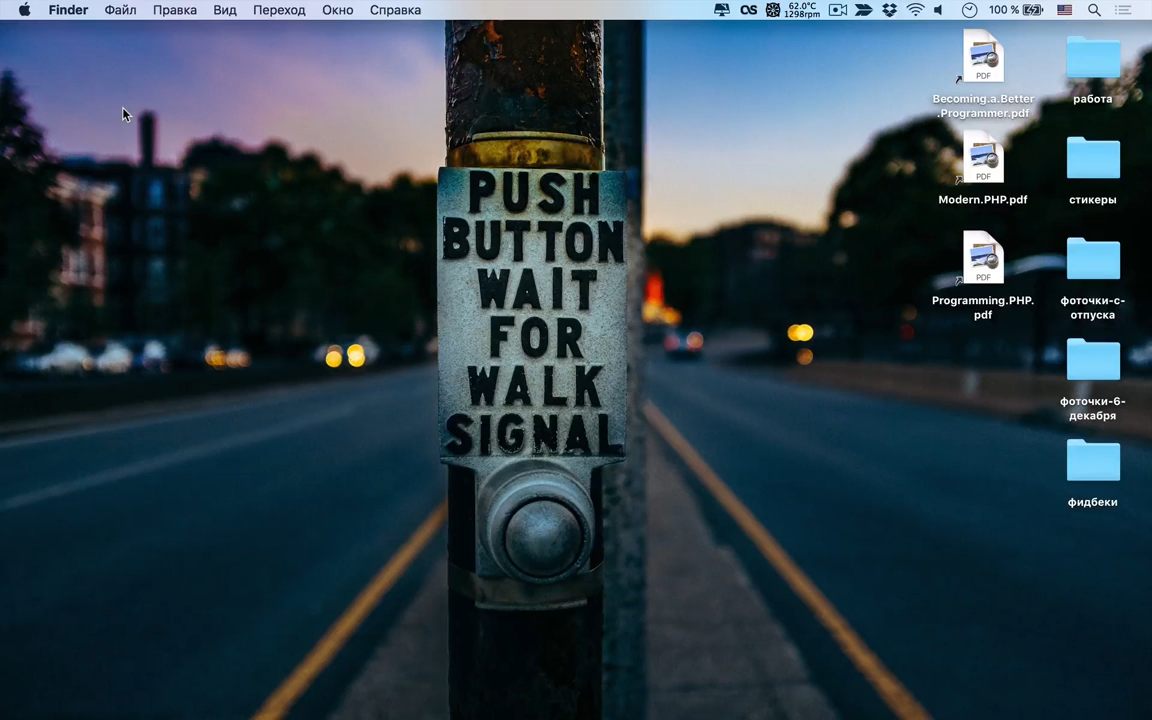 Finder Файл Правка Вид Переход Окно Справка
62.0°C
1298rpm
100 %
PUSH
BUTTON
WAIT
FOR
WALK
SIGNAL
PDF
Becoming.a.Better
.Programmer.pdf
работа
PDF
Modern.PHP.pdf
стикеры
PDF
Programming.PHP.
pdf
фоточки-с-
отпуска
фоточки-6-
декабря
фидбеки